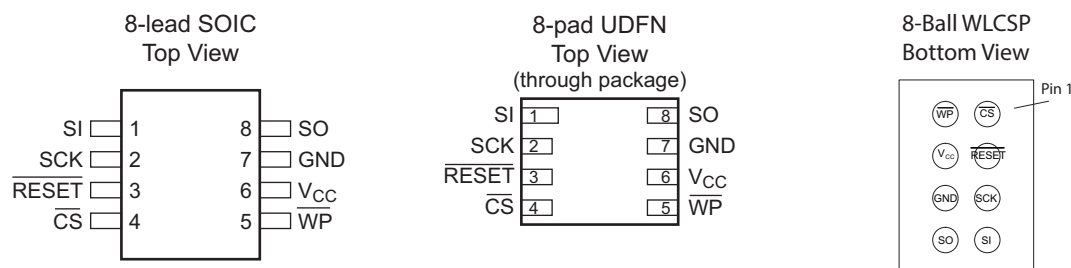 8-lead SOIC
Top View
SI 1 8 SO
SCK 2 7 GND
RESET 3 6 VCC
CS 4 5 WP
8-pad UDFN
Top View
(through package)
SI 1 8 SO
SCK 2 7 GND
RESET 3 6 VCC
CS 4 5 WP
8-Ball WLCSP
Bottom View
Pin 1
WP CS
VCC RESET
GND SCK
SO SI